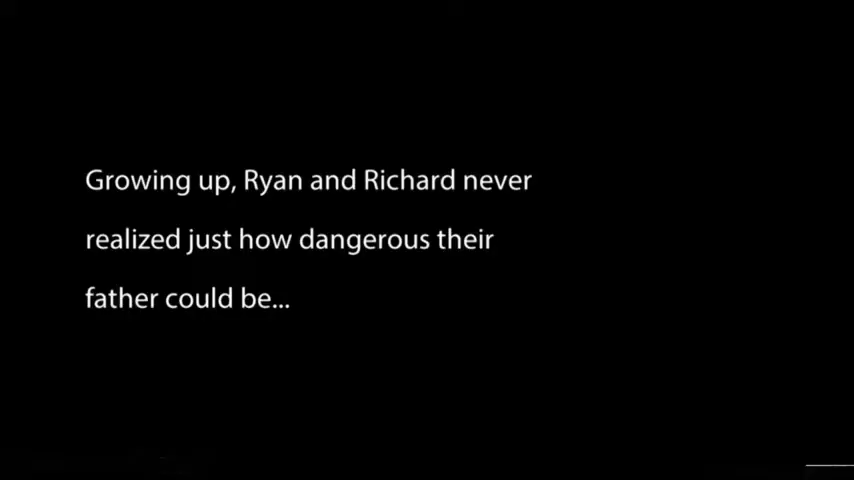 Growing up, Ryan and Richard never
realized just how dangerous their
father could be...